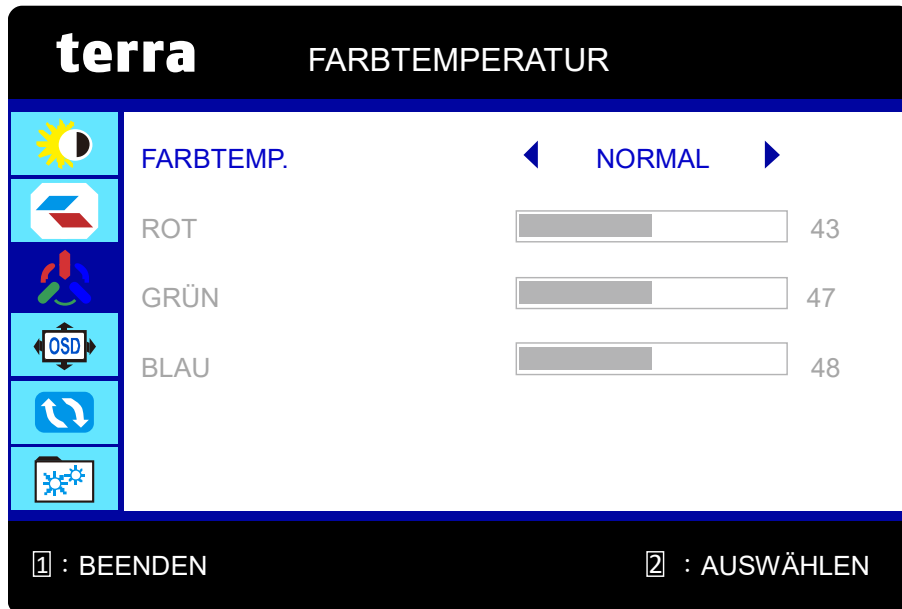 terra FARBTEMPERATUR
FARBTEMP. NORMAL
ROT 43
GRÜN 47
OSD
BLAU 48
1 : BEENDEN 2 : AUSWÄHLEN